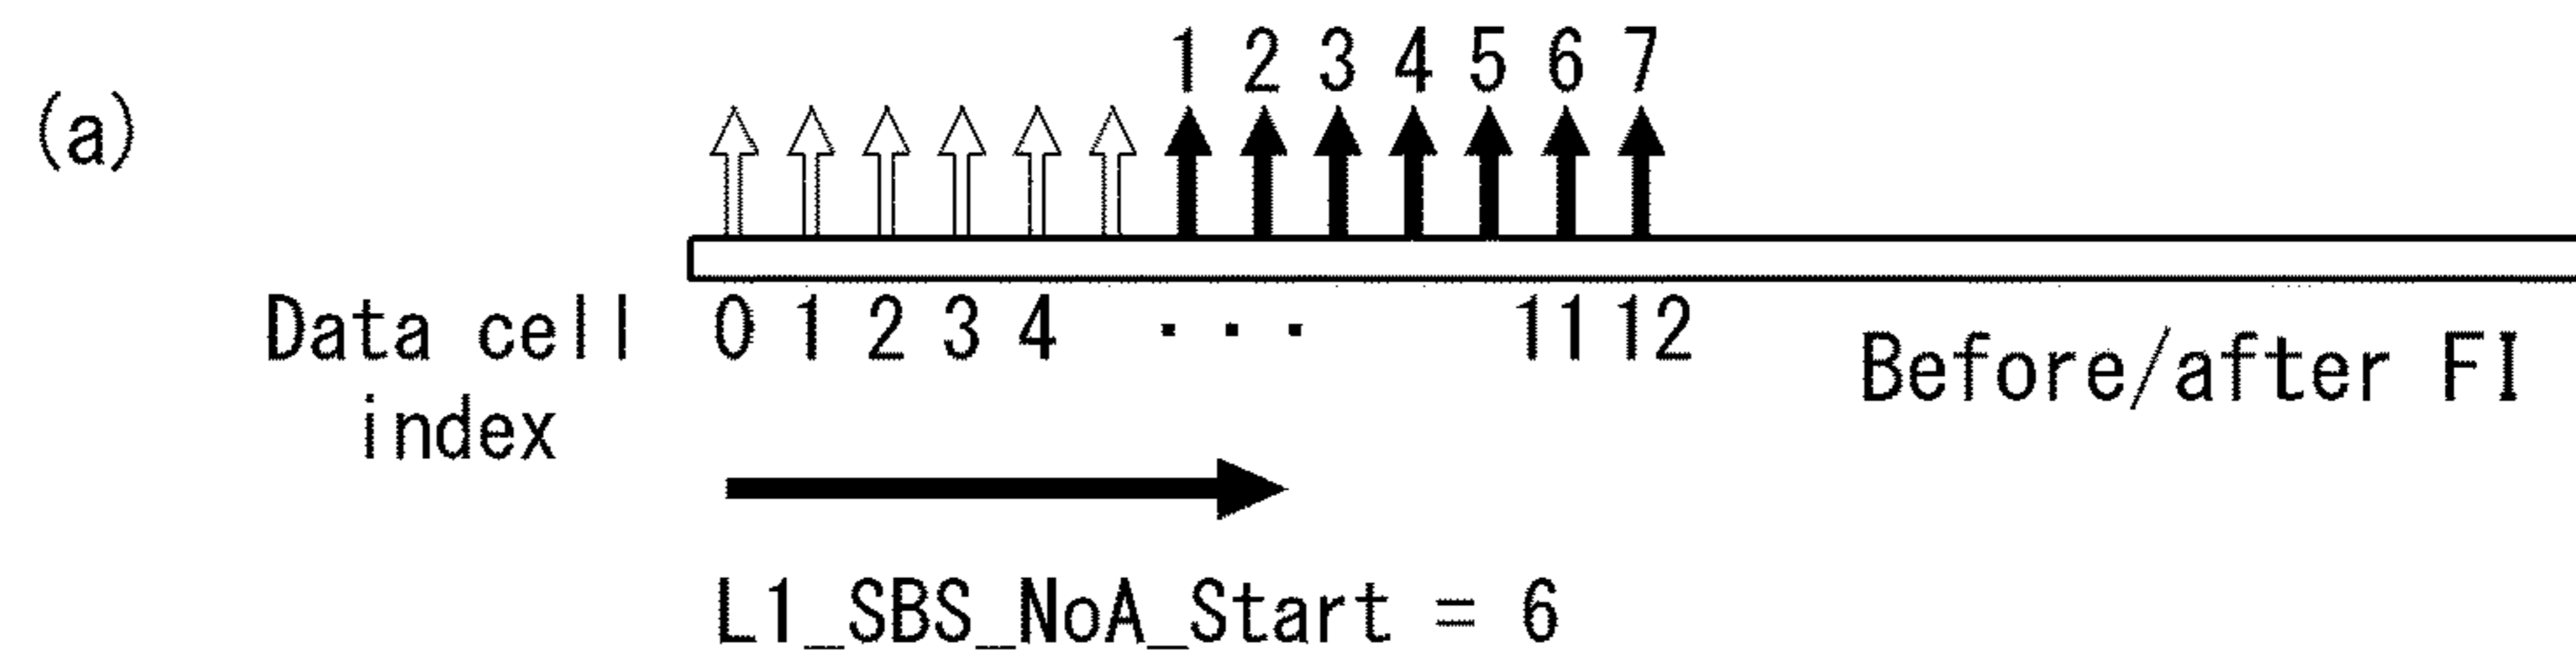 (a)
1 2 3 4 5 6 7
Data cell index
0 1 2 3 4 ··· 11 12
Before/after FI
L1_SBS_NoA_Start = 6